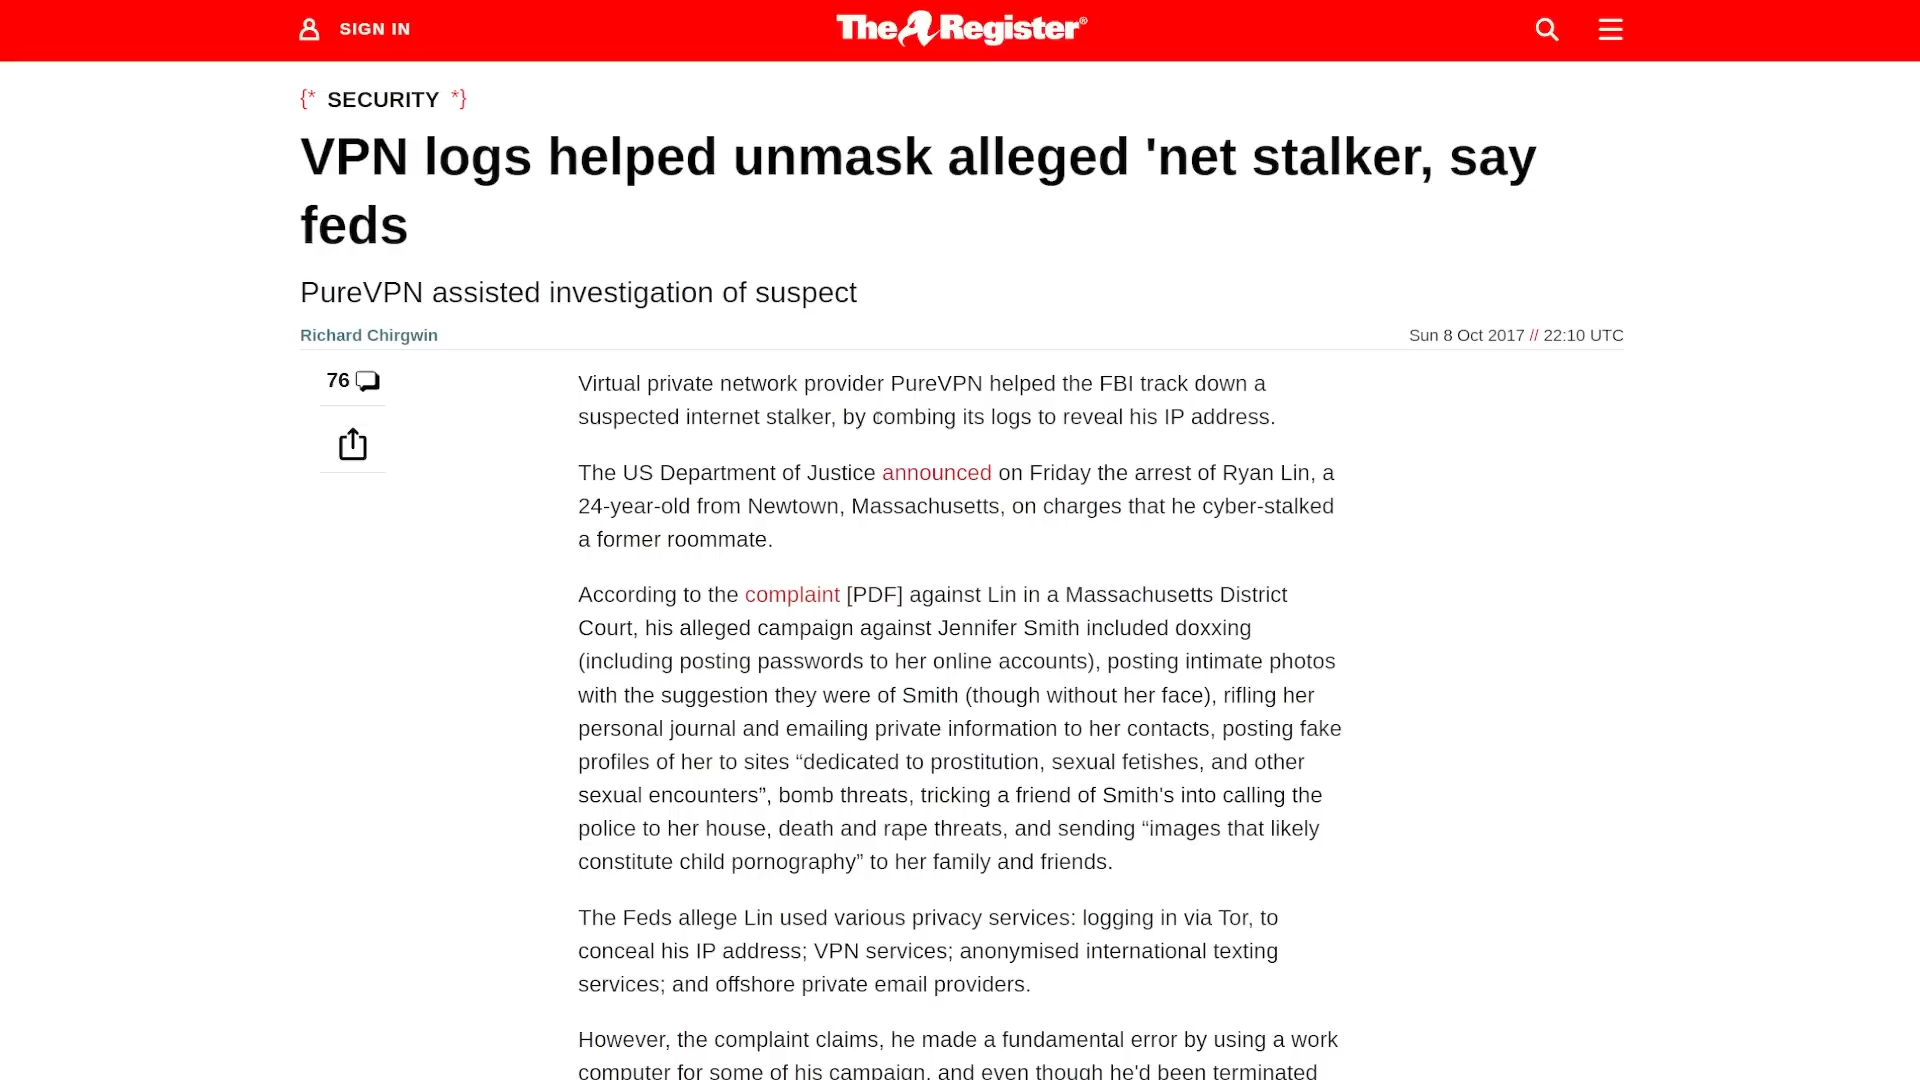 SIGN IN
The Register®
{* SECURITY *}
VPN logs helped unmask alleged 'net stalker, say
feds
PureVPN assisted investigation of suspect
Richard Chirgwin
Sun 8 Oct 2017 // 22:10 UTC
76
Virtual private network provider PureVPN helped the FBI track down a
suspected internet stalker, by combing its logs to reveal his IP address.
The US Department of Justice announced on Friday the arrest of Ryan Lin, a
24-year-old from Newtown, Massachusetts, on charges that he cyber-stalked
a former roommate.
According to the complaint [PDF] against Lin in a Massachusetts District
Court, his alleged campaign against Jennifer Smith included doxxing
(including posting passwords to her online accounts), posting intimate photos
with the suggestion they were of Smith (though without her face), rifling her
personal journal and emailing private information to her contacts, posting fake
profiles of her to sites “dedicated to prostitution, sexual fetishes, and other
sexual encounters”, bomb threats, tricking a friend of Smith's into calling the
police to her house, death and rape threats, and sending “images that likely
constitute child pornography” to her family and friends.
The Feds allege Lin used various privacy services: logging in via Tor, to
conceal his IP address; VPN services; anonymised international texting
services; and offshore private email providers.
However, the complaint claims, he made a fundamental error by using a work
computer for some of his campaign, and even though he'd been terminated